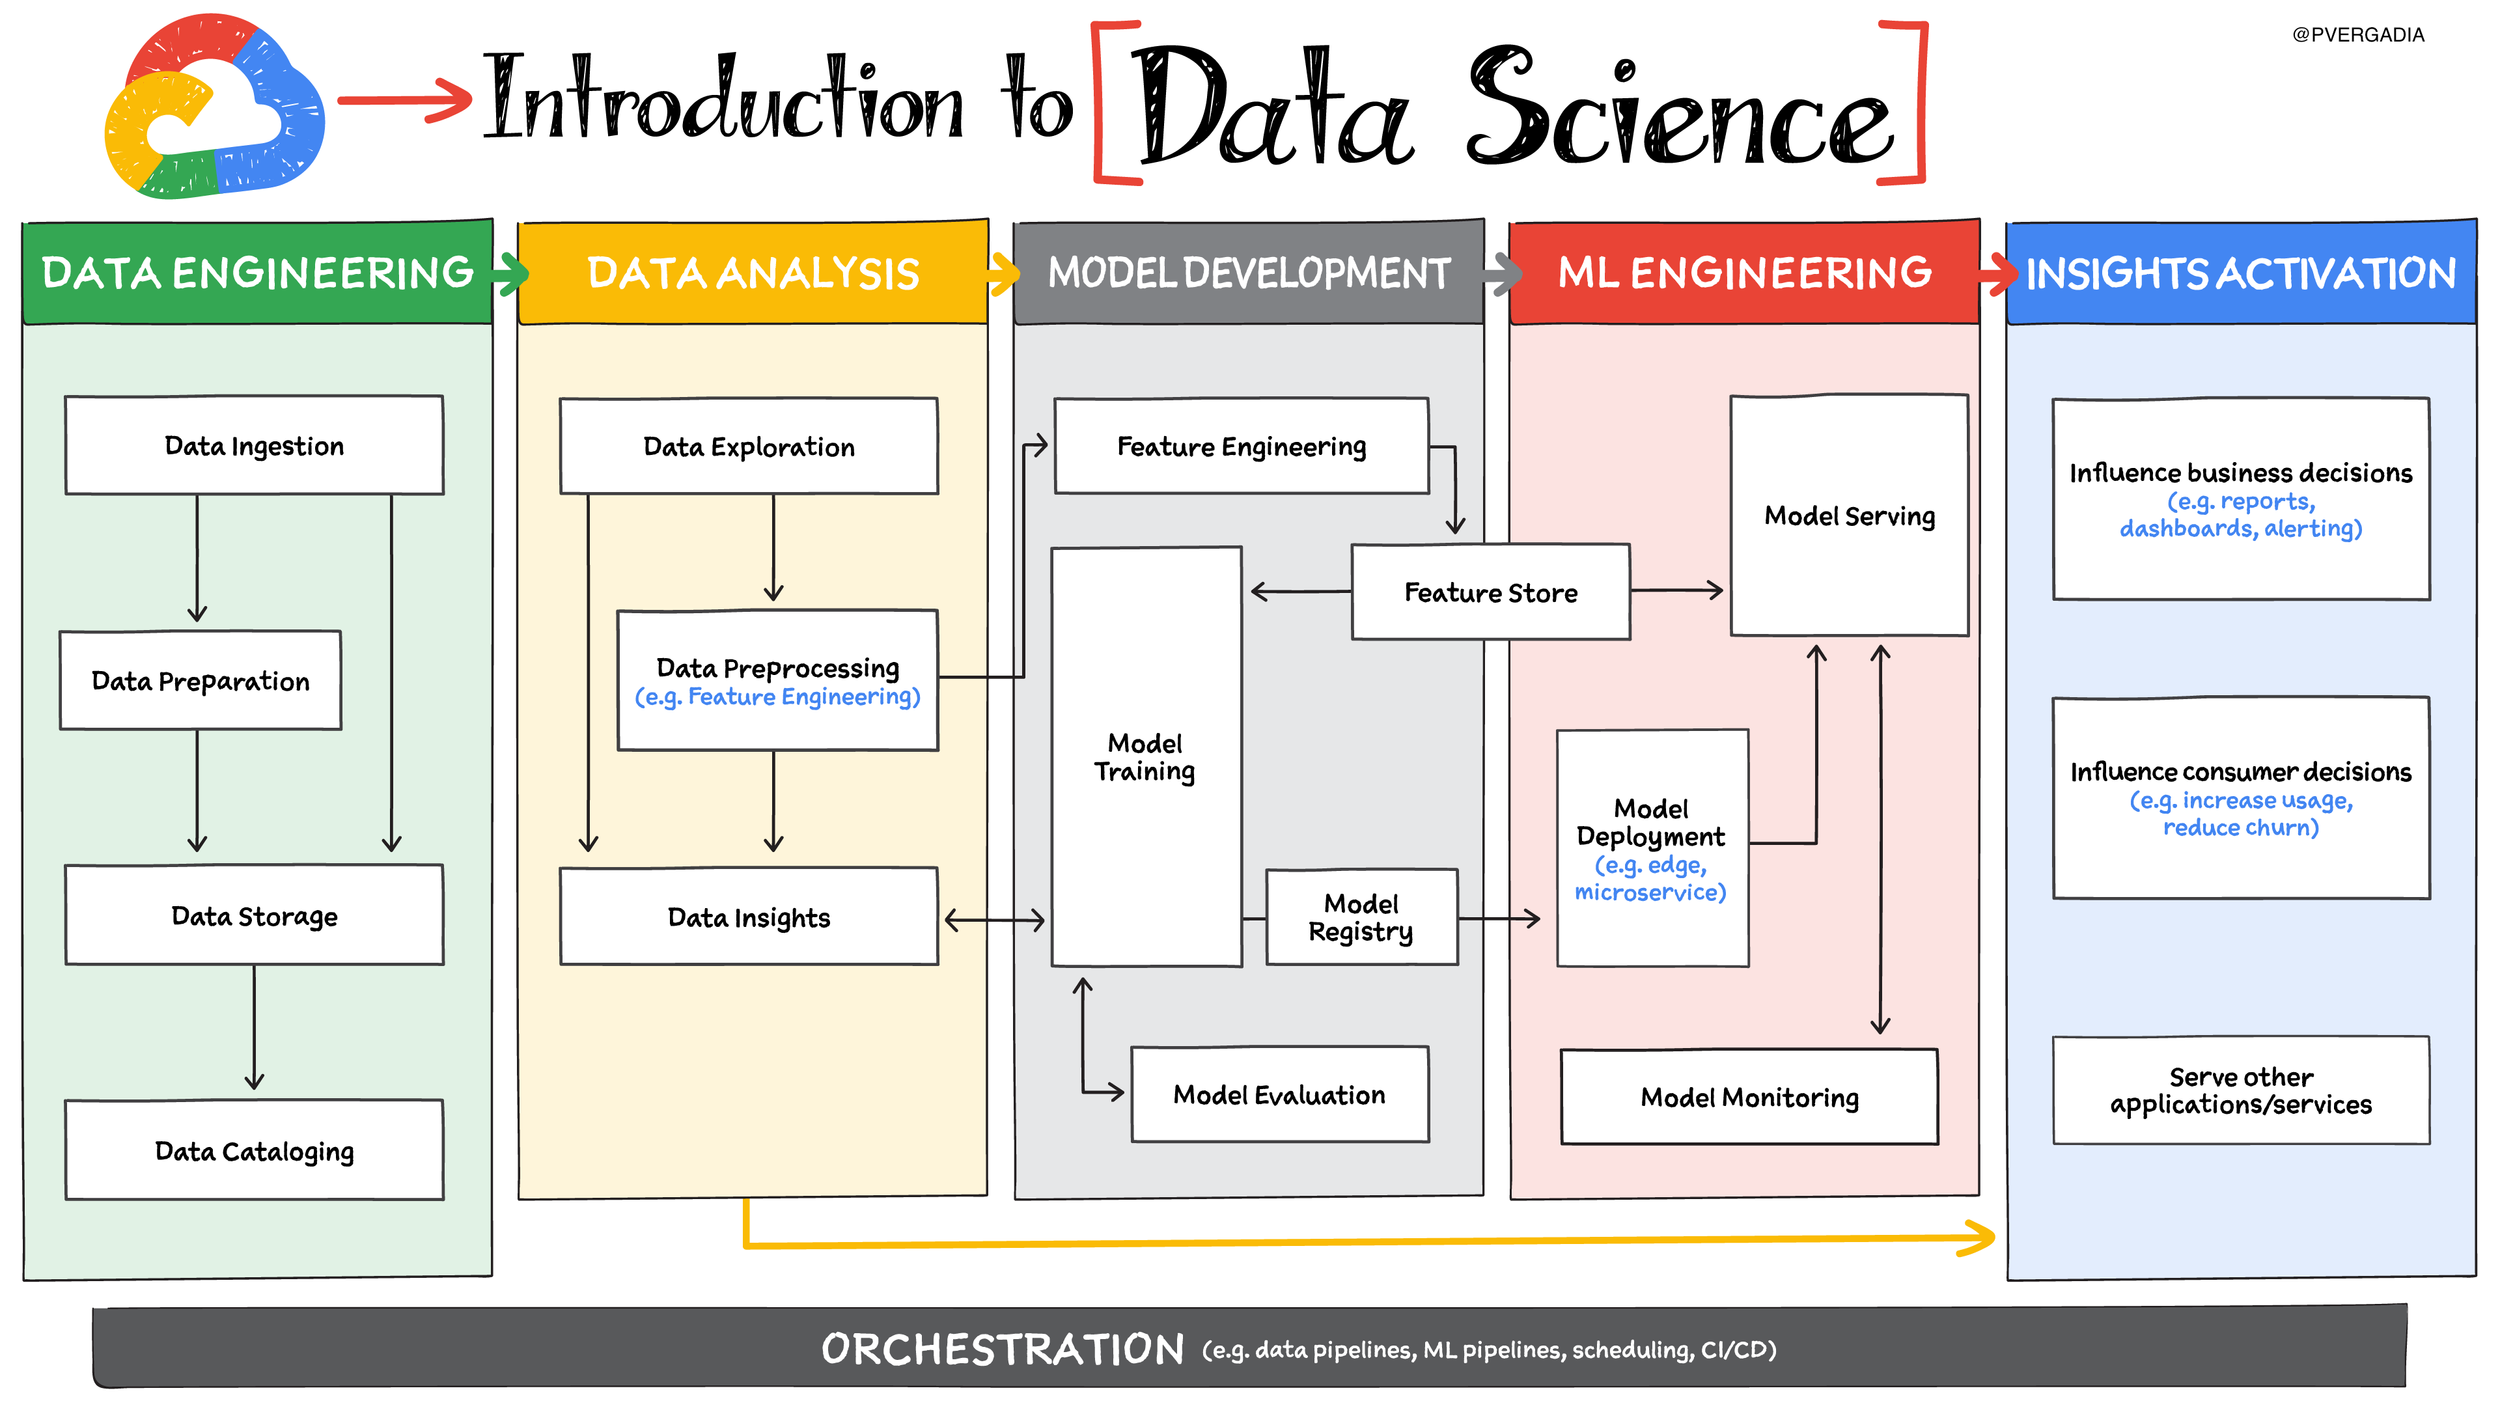 Introduction to [Data Science]
@PVERGADIA
DATA ENGINEERING
Data Ingestion
Data Preparation
Data Storage
Data Cataloging
DATA ANALYSIS
Data Exploration
Data Preprocessing
(e.g. Feature Engineering)
Data Insights
MODEL DEVELOPMENT
Feature Engineering
Feature Store
Model
Training
Model
Registry
Model Evaluation
ML ENGINEERING
Model Serving
Model
Deployment
(e.g. edge,
microservice)
Model Monitoring
INSIGHTS ACTIVATION
Influence business decisions
(e.g. reports,
dashboards, alerting)
Influence consumer decisions
(e.g. increase usage,
reduce churn)
Serve other
applications/services
ORCHESTRATION (e.g. data pipelines, ML pipelines, scheduling, CI/CD)